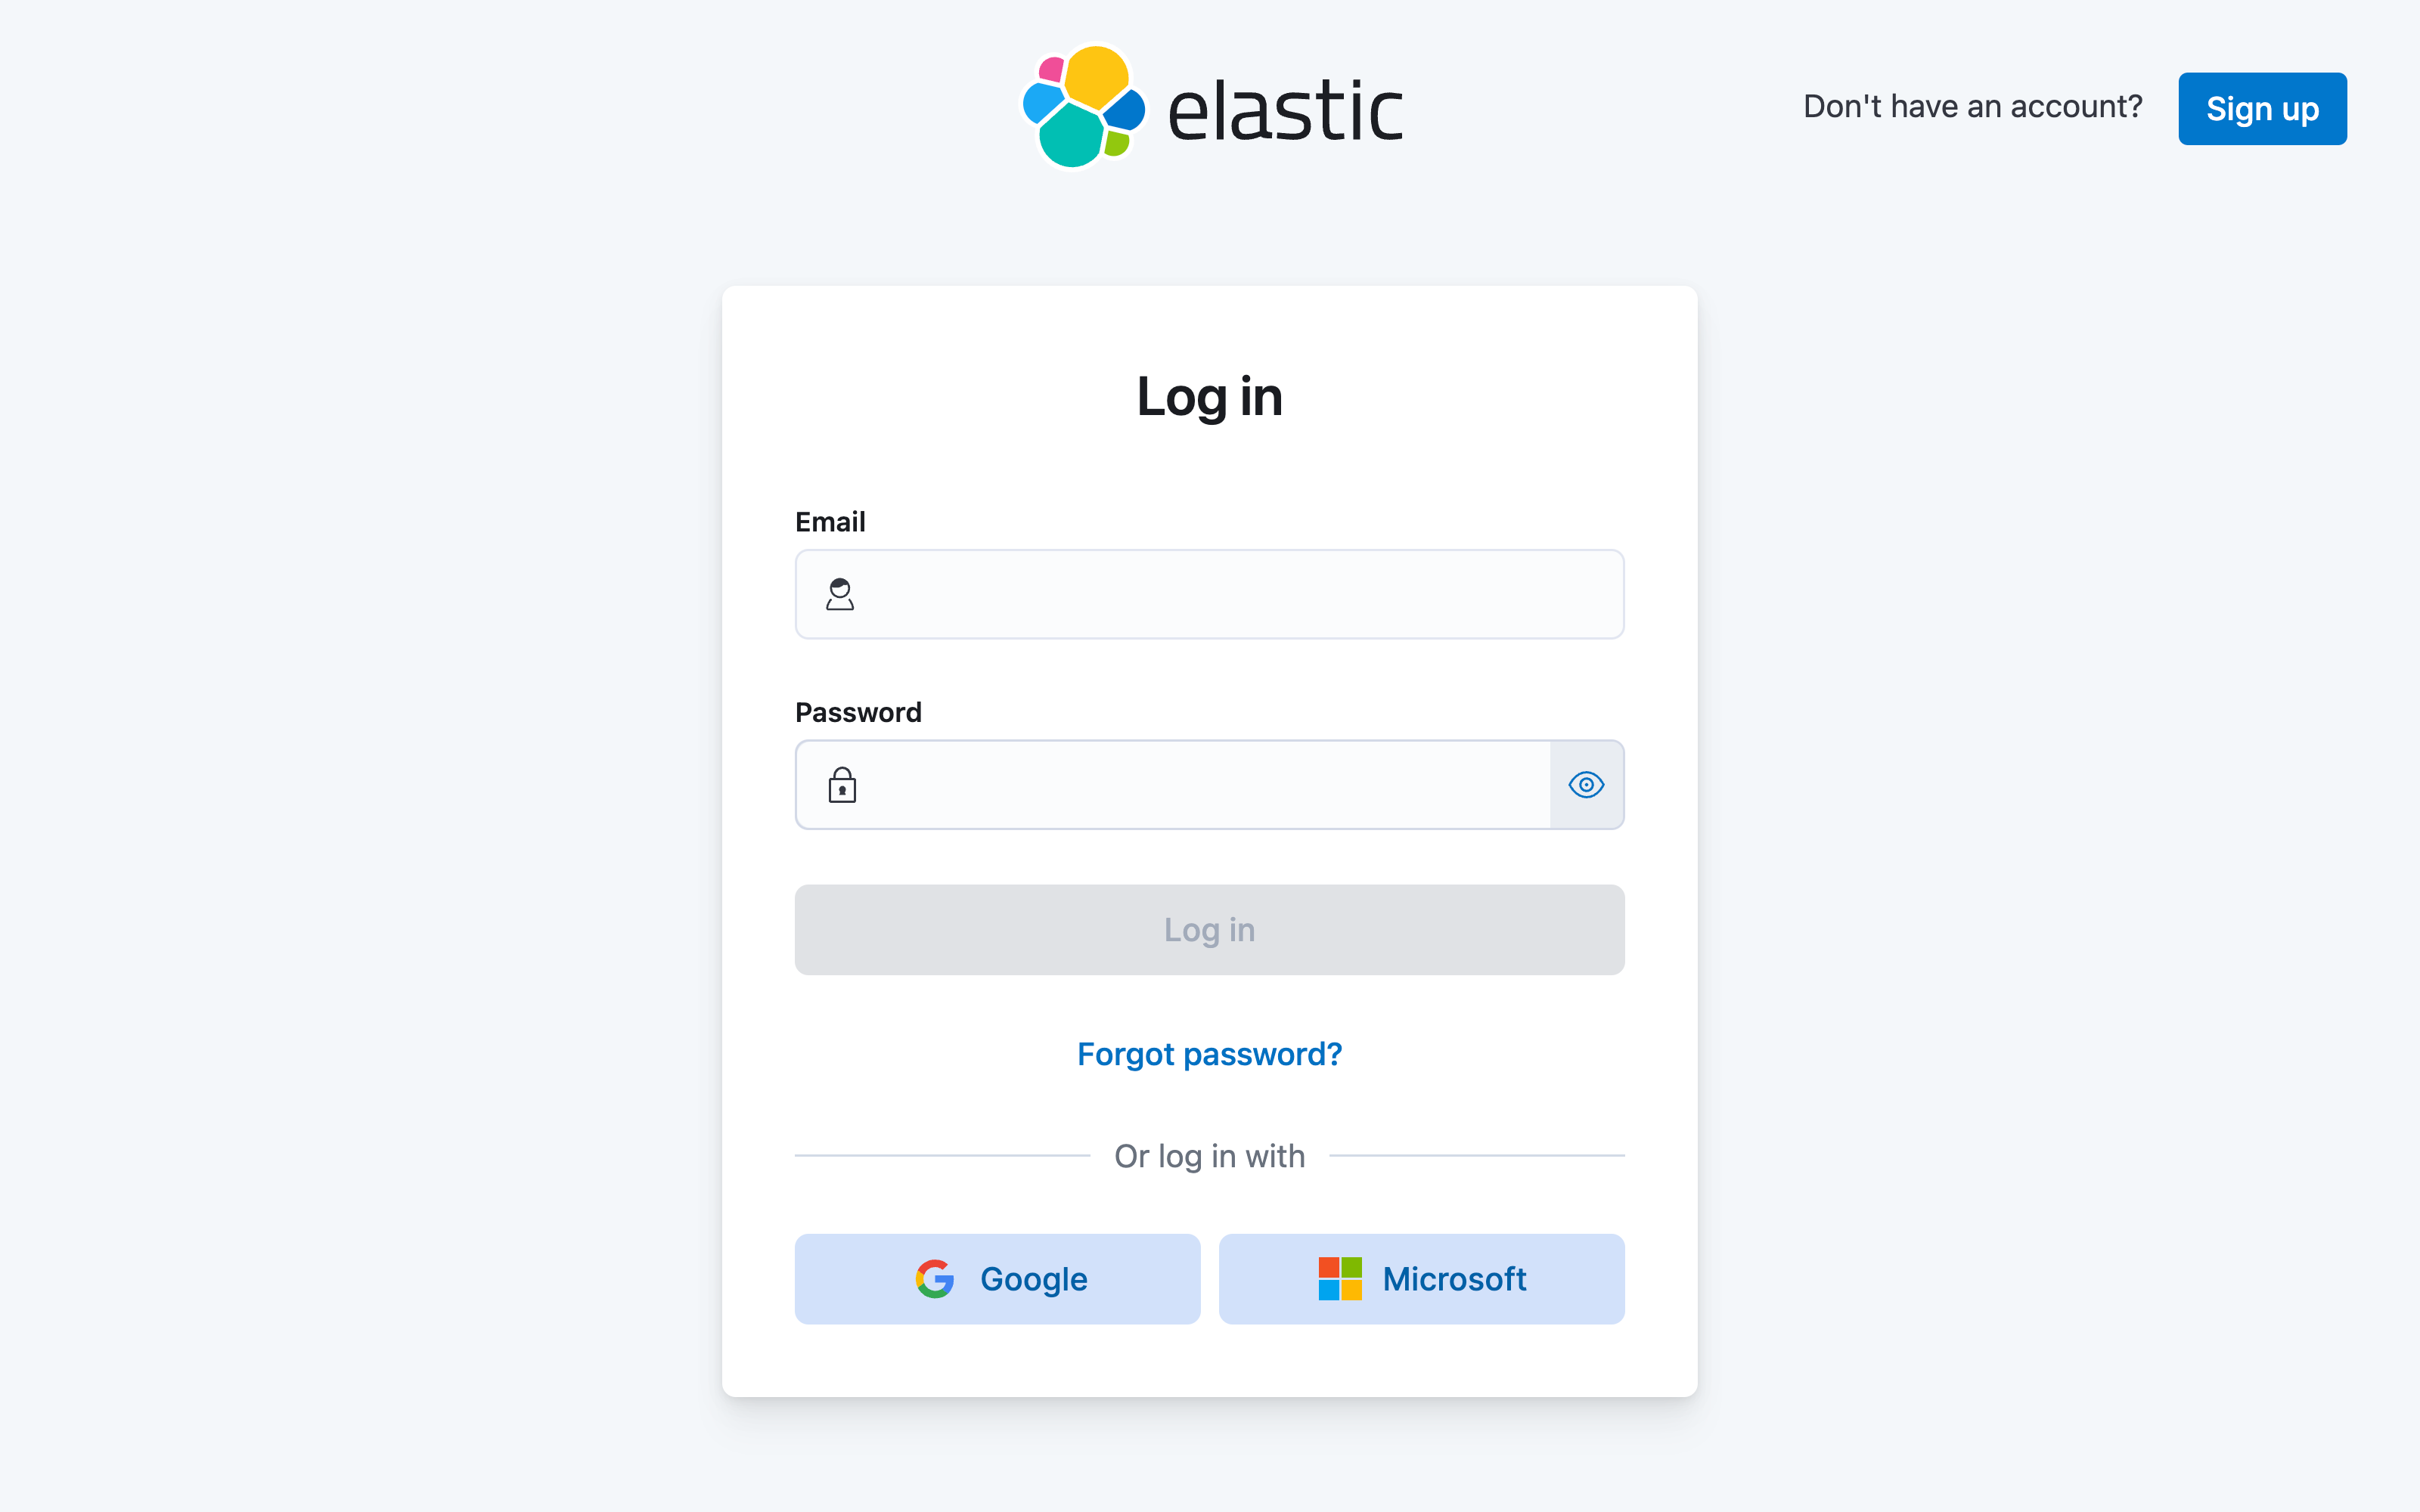 elastic
Don't have an account?
Sign up
Log in
Email
Password
Log in
Forgot password?
Or log in with
Google
Microsoft